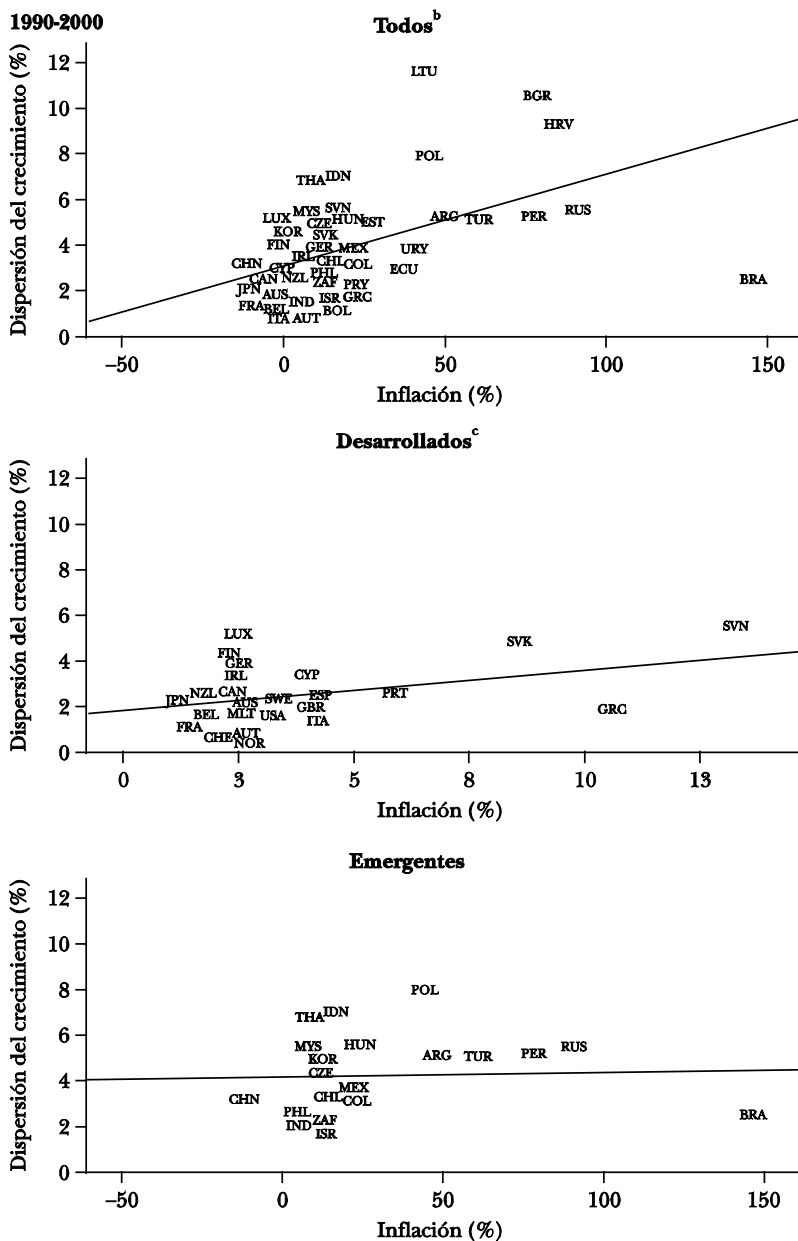 1990-2000
Todosb
Dispersión del crecimiento (%)
12
10
8
6
4
2
0
LTU
BGR
HRV
POL
THA IDN
LUX MYS SVN
KOR CZE HUN EST
ARG TUR PER RUS
FIN SVK
GER MEX URY
IRL
CHN CYP CHL COL ECU
CAN NZL PHL BRA
JPN ZAF PRY
AUS IND ISR GRC
FRA BEL BOL
ITA AUT
–50 0 50 100 150
Inflación (%)
Desarrolladosc
Dispersión del crecimiento (%)
12
10
8
6
4
2
0
LUX SVN
SVK
FIN
GER
IRL CYP
NZL CAN ESP PRT
JPN AUS SWE
GBR GRC
BEL MLT USA ITA
FRA
CHE AUT
NOR
0 3 5 8 10 13
Inflación (%)
Emergentes
Dispersión del crecimiento (%)
12
10
8
6
4
2
0
POL
THA IDN
MYS HUN RUS
KOR ARG TUR PER
CZE
MEX
CHN CHL COL
PHL BRA
IND ZAF
ISR
–50 0 50 100 150
Inflación (%)